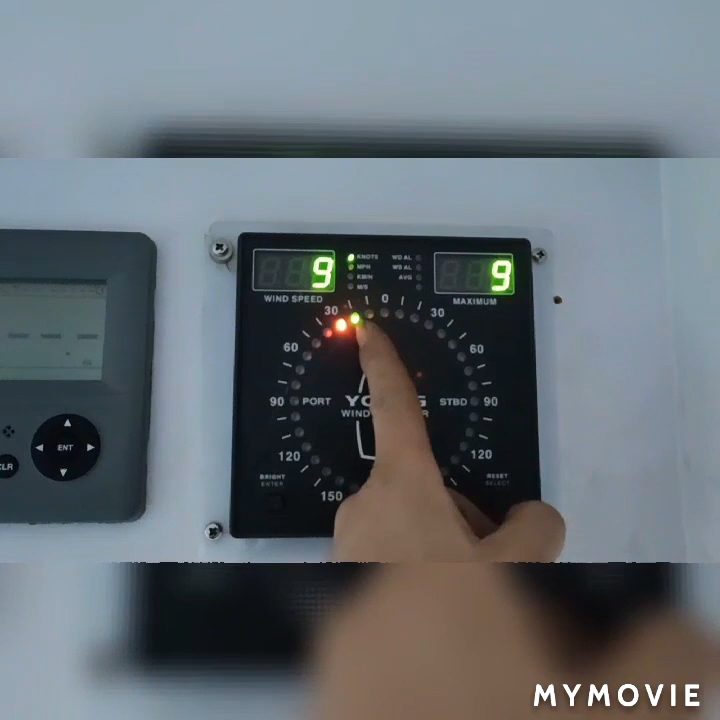 9
KNOTS
MPH
KM/H
M/S
WD AL
WS AL
AVG
9
WIND SPEED
MAXIMUM
30 0 30
60 60
90 PORT STBD 90
WIND
120 120
BRIGHT
ENTER
RESET
SELECT
150
ENT
CLR
MYMOVIE